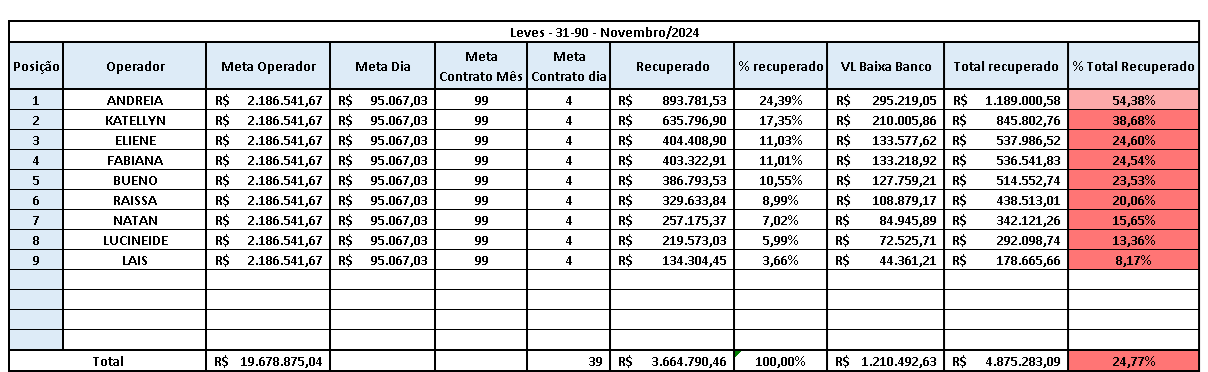 Leves - 31-90 - Novembro/2024
Posição Operador Meta Operador Meta Dia Meta Contrato Mês Meta Contrato dia Recuperado % recuperado VL Baixa Banco Total recuperado % Total Recuperado
1 ANDREIA R$ 2.186.541,67 R$ 95.067,03 99 4 R$ 893.781,53 24,39% R$ 295.219,05 R$ 1.189.000,58 54,38%
2 KATELLYN R$ 2.186.541,67 R$ 95.067,03 99 4 R$ 635.796,90 17,35% R$ 210.005,86 R$ 845.802,76 38,68%
3 ELIENE R$ 2.186.541,67 R$ 95.067,03 99 4 R$ 404.408,90 11,03% R$ 133.577,62 R$ 537.986,52 24,60%
4 FABIANA R$ 2.186.541,67 R$ 95.067,03 99 4 R$ 403.322,91 11,01% R$ 133.218,92 R$ 536.541,83 24,54%
5 BUENO R$ 2.186.541,67 R$ 95.067,03 99 4 R$ 386.793,53 10,55% R$ 127.759,21 R$ 514.552,74 23,53%
6 RAISSA R$ 2.186.541,67 R$ 95.067,03 99 4 R$ 329.633,84 8,99% R$ 108.879,17 R$ 438.513,01 20,06%
7 NATAN R$ 2.186.541,67 R$ 95.067,03 99 4 R$ 257.175,37 7,02% R$ 84.945,89 R$ 342.121,26 15,65%
8 LUCINEIDE R$ 2.186.541,67 R$ 95.067,03 99 4 R$ 219.573,03 5,99% R$ 72.525,71 R$ 292.098,74 13,36%
9 LAIS R$ 2.186.541,67 R$ 95.067,03 99 4 R$ 134.304,45 3,66% R$ 44.361,21 R$ 178.665,66 8,17%
Total R$ 19.678.875,04 39 R$ 3.664.790,46 100,00% R$ 1.210.492,63 R$ 4.875.283,09 24,77%